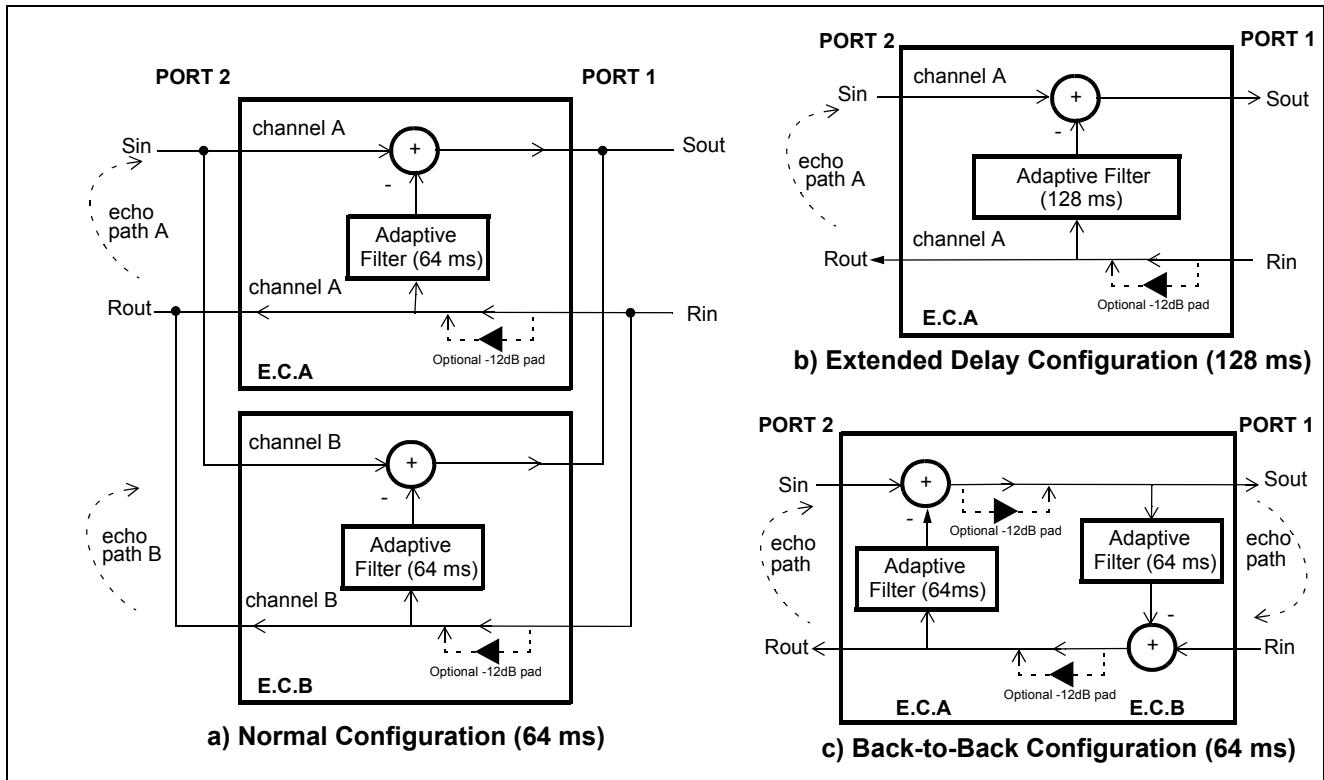 PORT 2
PORT 1
channel A
Sin
+
Sout
-
echo
path A
Adaptive
Filter (64 ms)
channel A
Rout
Rin
Optional -12dB pad
E.C.A
channel B
+
-
echo
path B
Adaptive
Filter (64 ms)
channel B
Optional -12dB pad
E.C.B
a) Normal Configuration (64 ms)
PORT 2
PORT 1
channel A
Sin
+
Sout
-
echo
path A
Adaptive Filter
(128 ms)
channel A
Rout
Rin
Optional -12dB pad
E.C.A
b) Extended Delay Configuration (128 ms)
PORT 2
PORT 1
Sin
+
Sout
-
Optional -12dB pad
echo
path
Adaptive
Filter (64ms)
Adaptive
Filter (64 ms)
echo
path
-
Rout
+
Rin
Optional -12dB pad
E.C.A
E.C.B
c) Back-to-Back Configuration (64 ms)